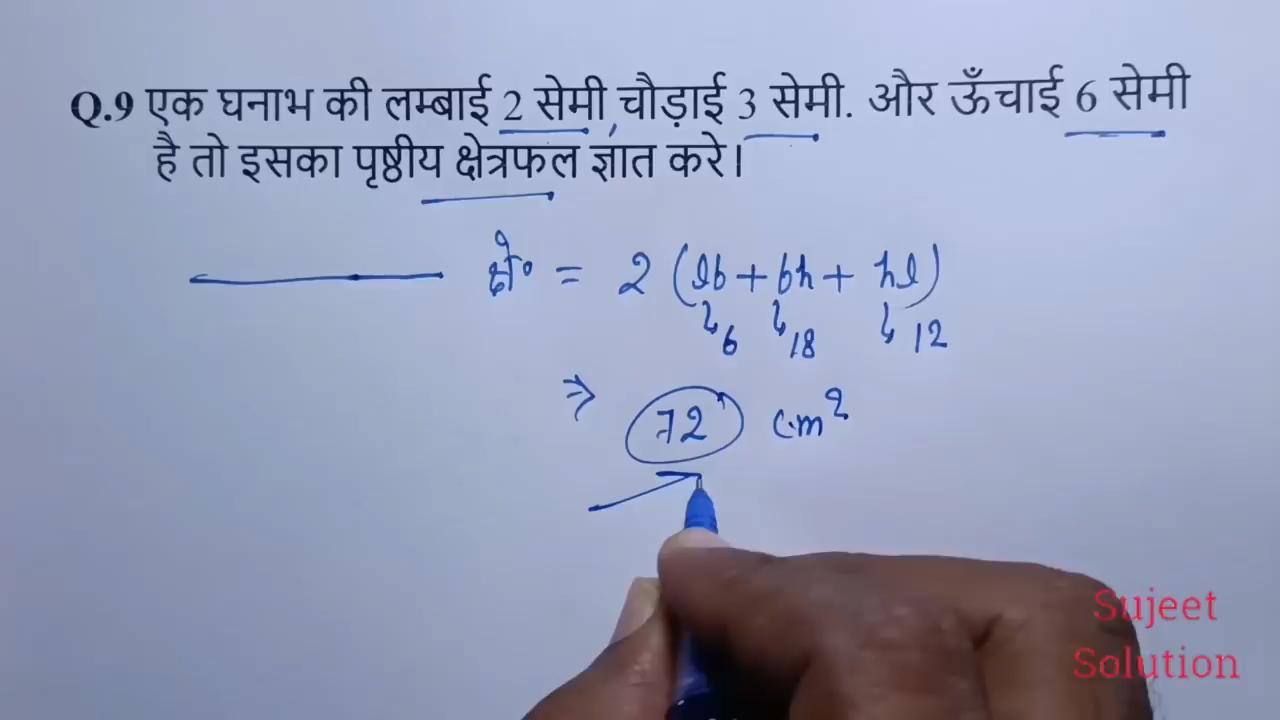 Q.9 एक घनाभ की लम्बाई 2 सेमी, चौड़ाई 3 सेमी. और ऊँचाई 6 सेमी
है तो इसका पृष्ठीय क्षेत्रफल ज्ञात करे।
क्षे० = 2 (lb + bh + hl)
6 18 12
⇒ 72 cm²
Sujeet
Solution